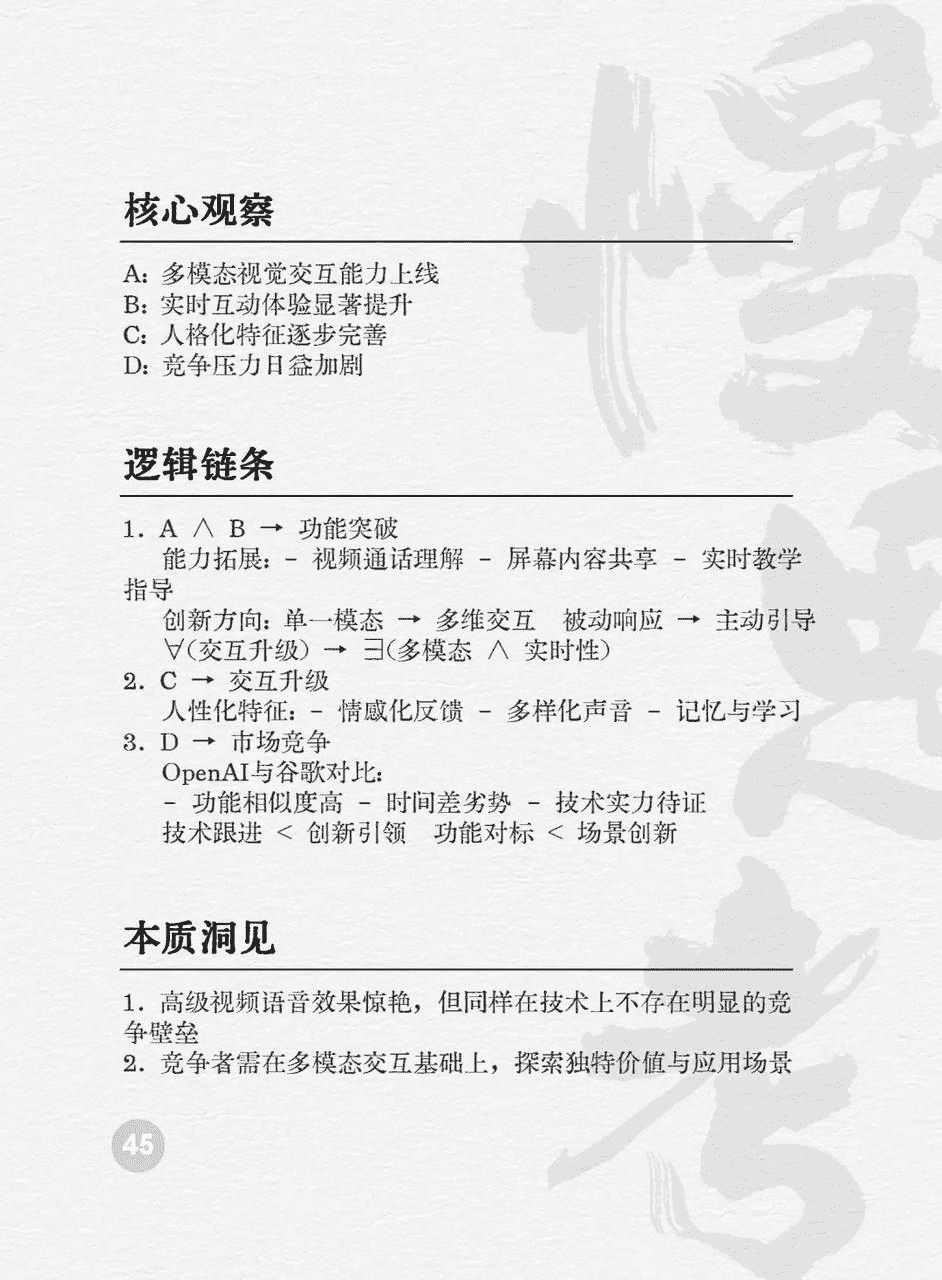 核心观察
A: 多模态视觉交互能力上线
B: 实时互动体验显著提升
C: 人格化特征逐步完善
D: 竞争压力日益加剧
逻辑链条
1. A ∧ B → 功能突破
能力拓展: - 视频通话理解 - 屏幕内容共享 - 实时教学
指导
创新方向: 单一模态 → 多维交互 被动响应 → 主动引导
∀(交互升级) → ∃(多模态 ∧ 实时性)
2. C → 交互升级
人性化特征: - 情感化反馈 - 多样化声音 - 记忆与学习
3. D → 市场竞争
OpenAI与谷歌对比:
- 功能相似度高 - 时间差劣势 - 技术实力待证
技术跟进 < 创新引领 功能对标 < 场景创新
本质洞见
1. 高级视频语音效果惊艳，但同样在技术上不存在明显的竞
争壁垒
2. 竞争者需在多模态交互基础上，探索独特价值与应用场景
45
慢思考